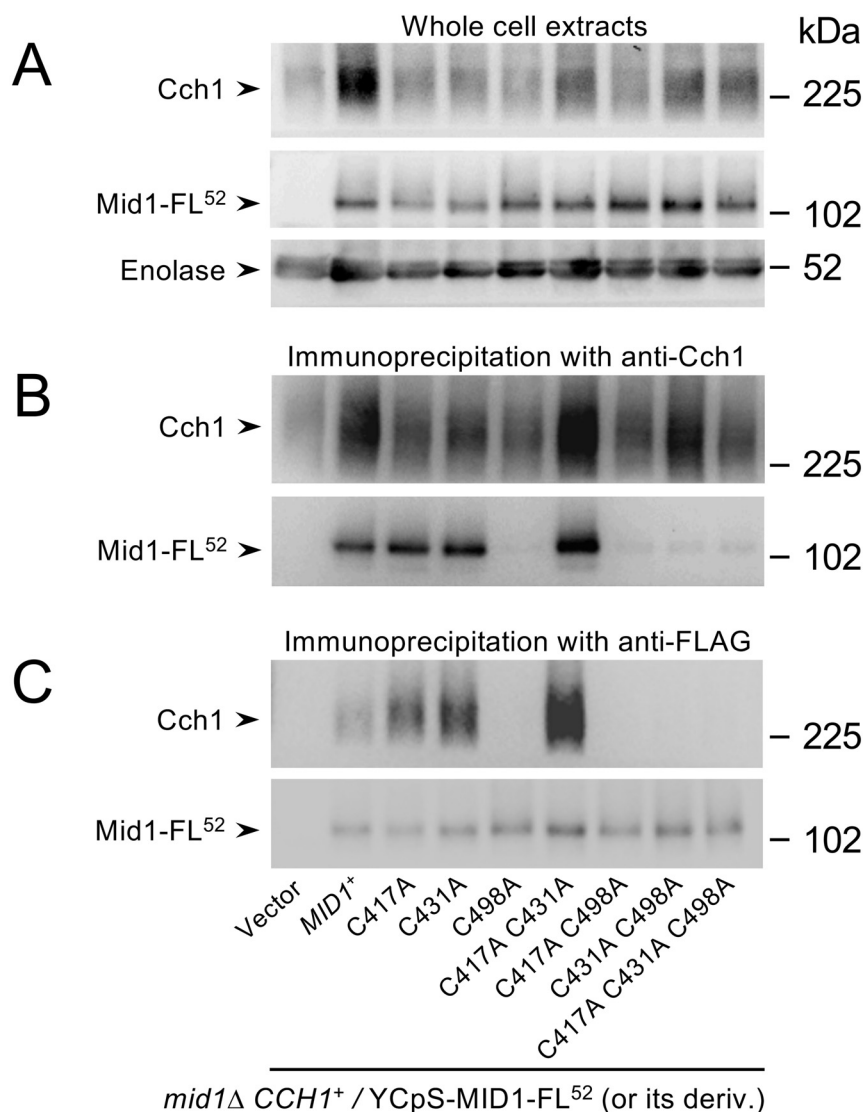 A
Whole cell extracts
kDa
Cch1
– 225
Mid1-FL52
– 102
Enolase
– 52
B
Immunoprecipitation with anti-Cch1
Cch1
– 225
Mid1-FL52
– 102
C
Immunoprecipitation with anti-FLAG
Cch1
– 225
Mid1-FL52
– 102
Vector
MID1+
C417A
C431A
C498A
C417A C431A
C417A C498A
C431A C498A
C417A C431A C498A
mid1Δ CCH1+ / YCpS-MID1-FL52 (or its deriv.)